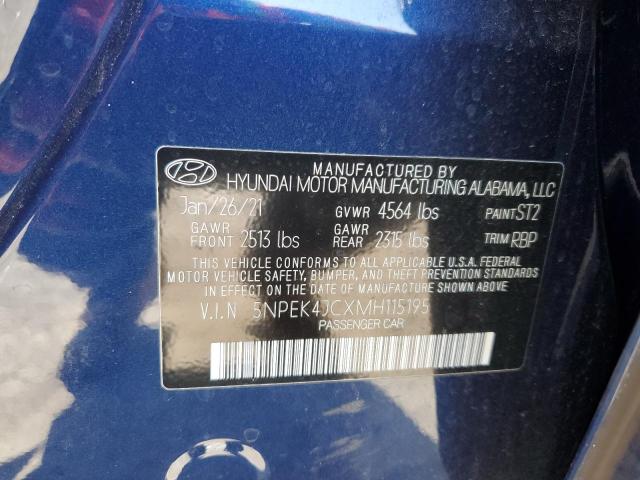 MANUFACTURED BY
HYUNDAI MOTOR MANUFACTURING ALABAMA, LLC
Jan/26/21 GVWR 4564 lbs PAINT ST2
GAWR FRONT 2513 lbs GAWR REAR 2315 lbs TRIM RBP
THIS VEHICLE CONFORMS TO ALL APPLICABLE U.S.A. FEDERAL
MOTOR VEHICLE SAFETY, BUMPER, AND THEFT PREVENTION
STANDARDS IN EFFECT ON THE DATE OF MANUFACTURE SHOWN ABOVE
V.I.N 5NPEK4JCXMH115195
PASSENGER CAR